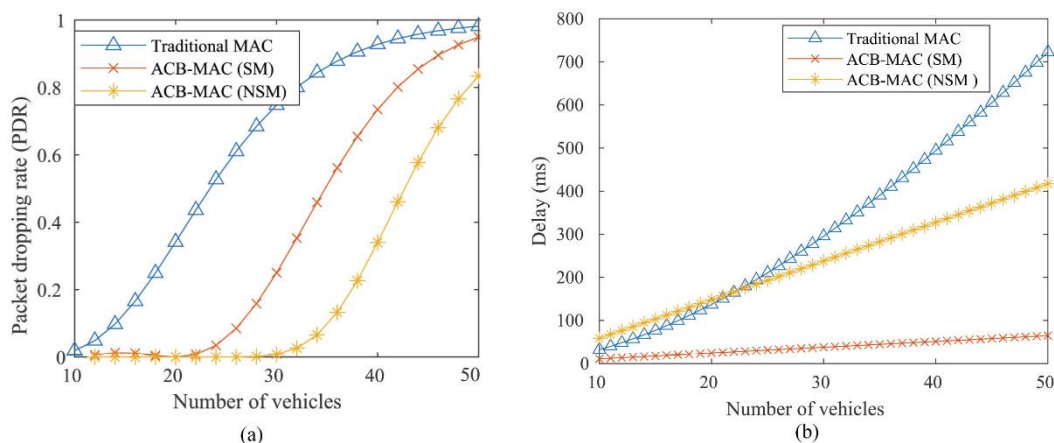 1
0.8
0.6
0.4
0.2
0
Packet dropping rate (PDR)
Traditional MAC
ACB-MAC (SM)
ACB-MAC (NSM)
10 20 30 40 50
Number of vehicles
(a)
800
700
600
500
400
300
200
100
0
Delay (ms)
Traditional MAC
ACB-MAC (SM)
ACB-MAC (NSM )
10 20 30 40 50
Number of vehicles
(b)